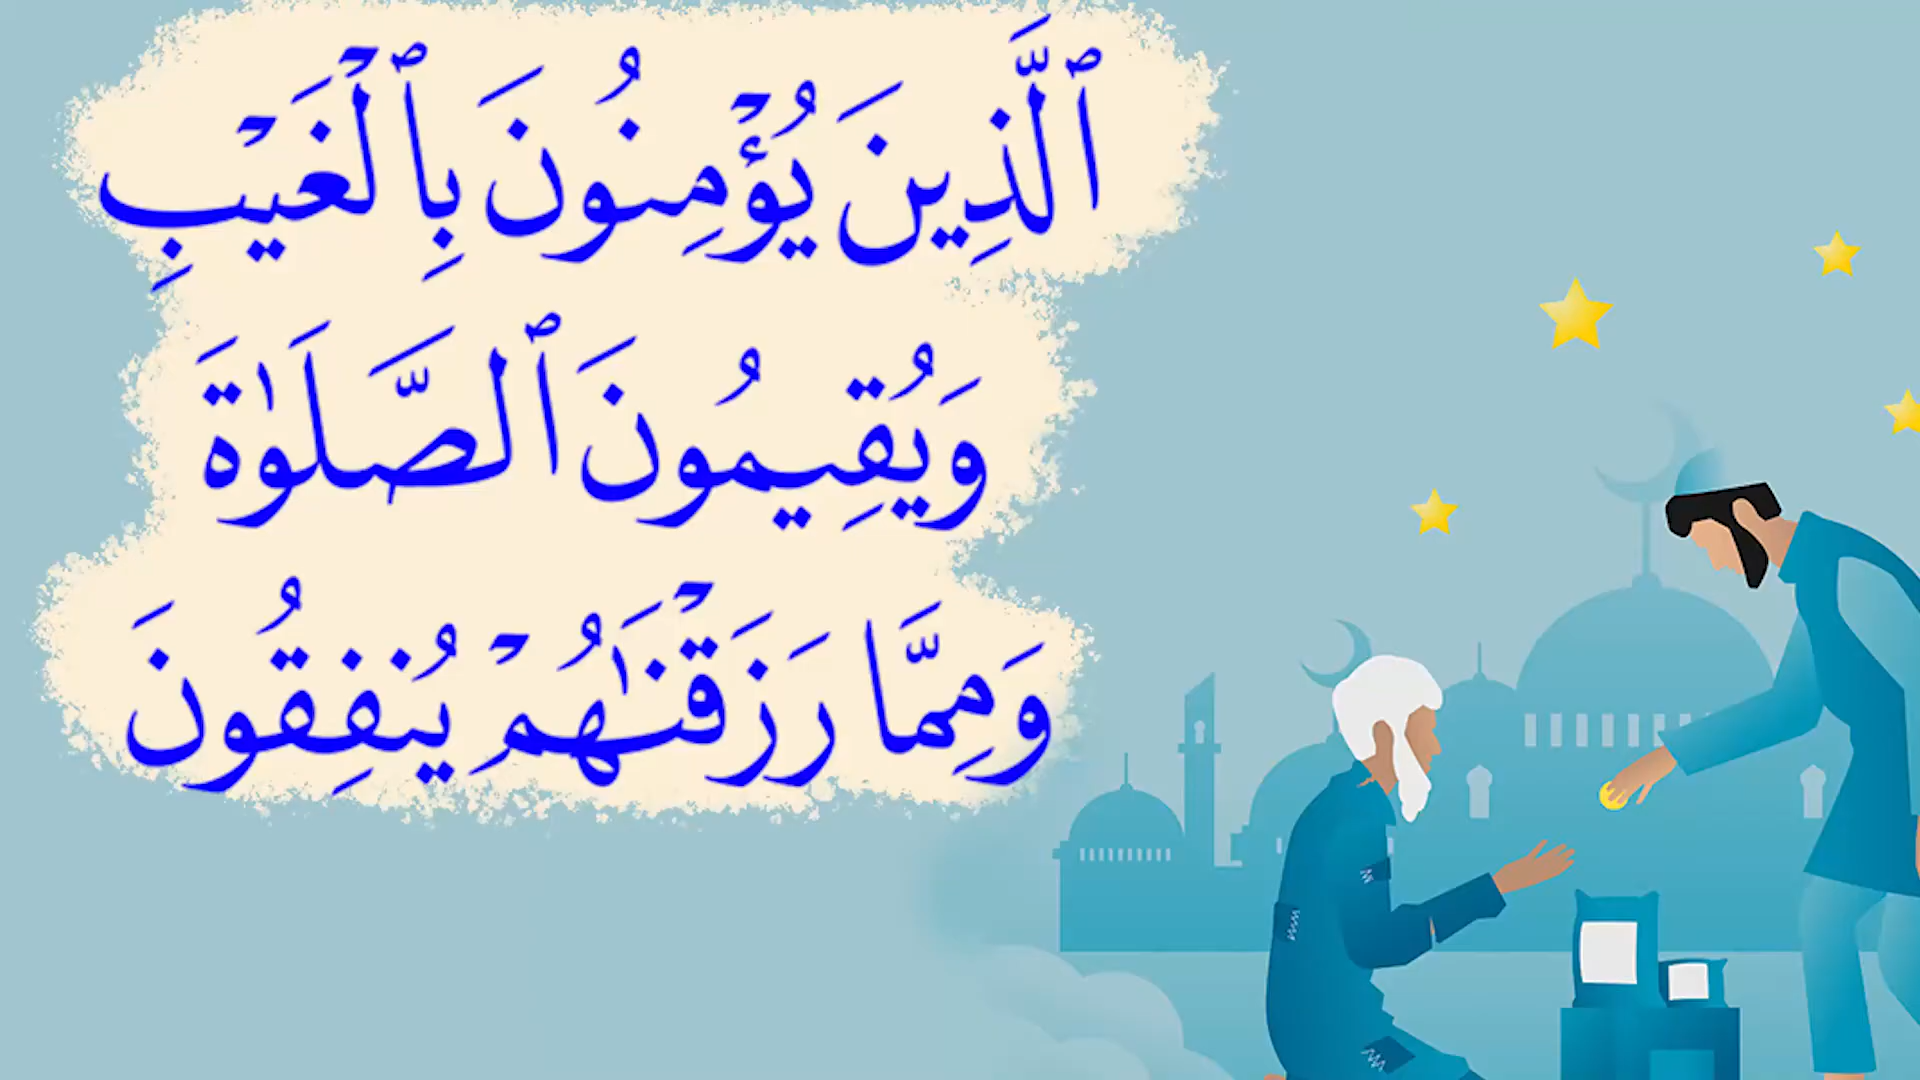 ٱلَّذِينَ يُؤْمِنُونَ بِٱلْغَيْبِ
وَيُقِيمُونَ ٱلصَّلَوٰةَ
وَمِمَّا رَزَقْنَٰهُمْ يُنفِقُونَ